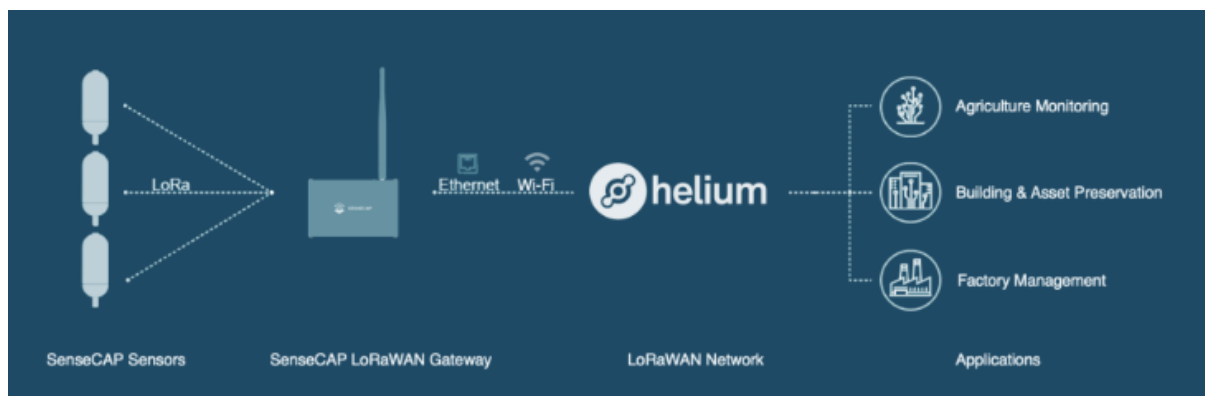 LoRa
Ethernet
Wi-Fi
helium
Agriculture Monitoring
Building & Asset Preservation
Factory Management
SenseCAP Sensors
SenseCAP LoRaWAN Gateway
LoRaWAN Network
Applications